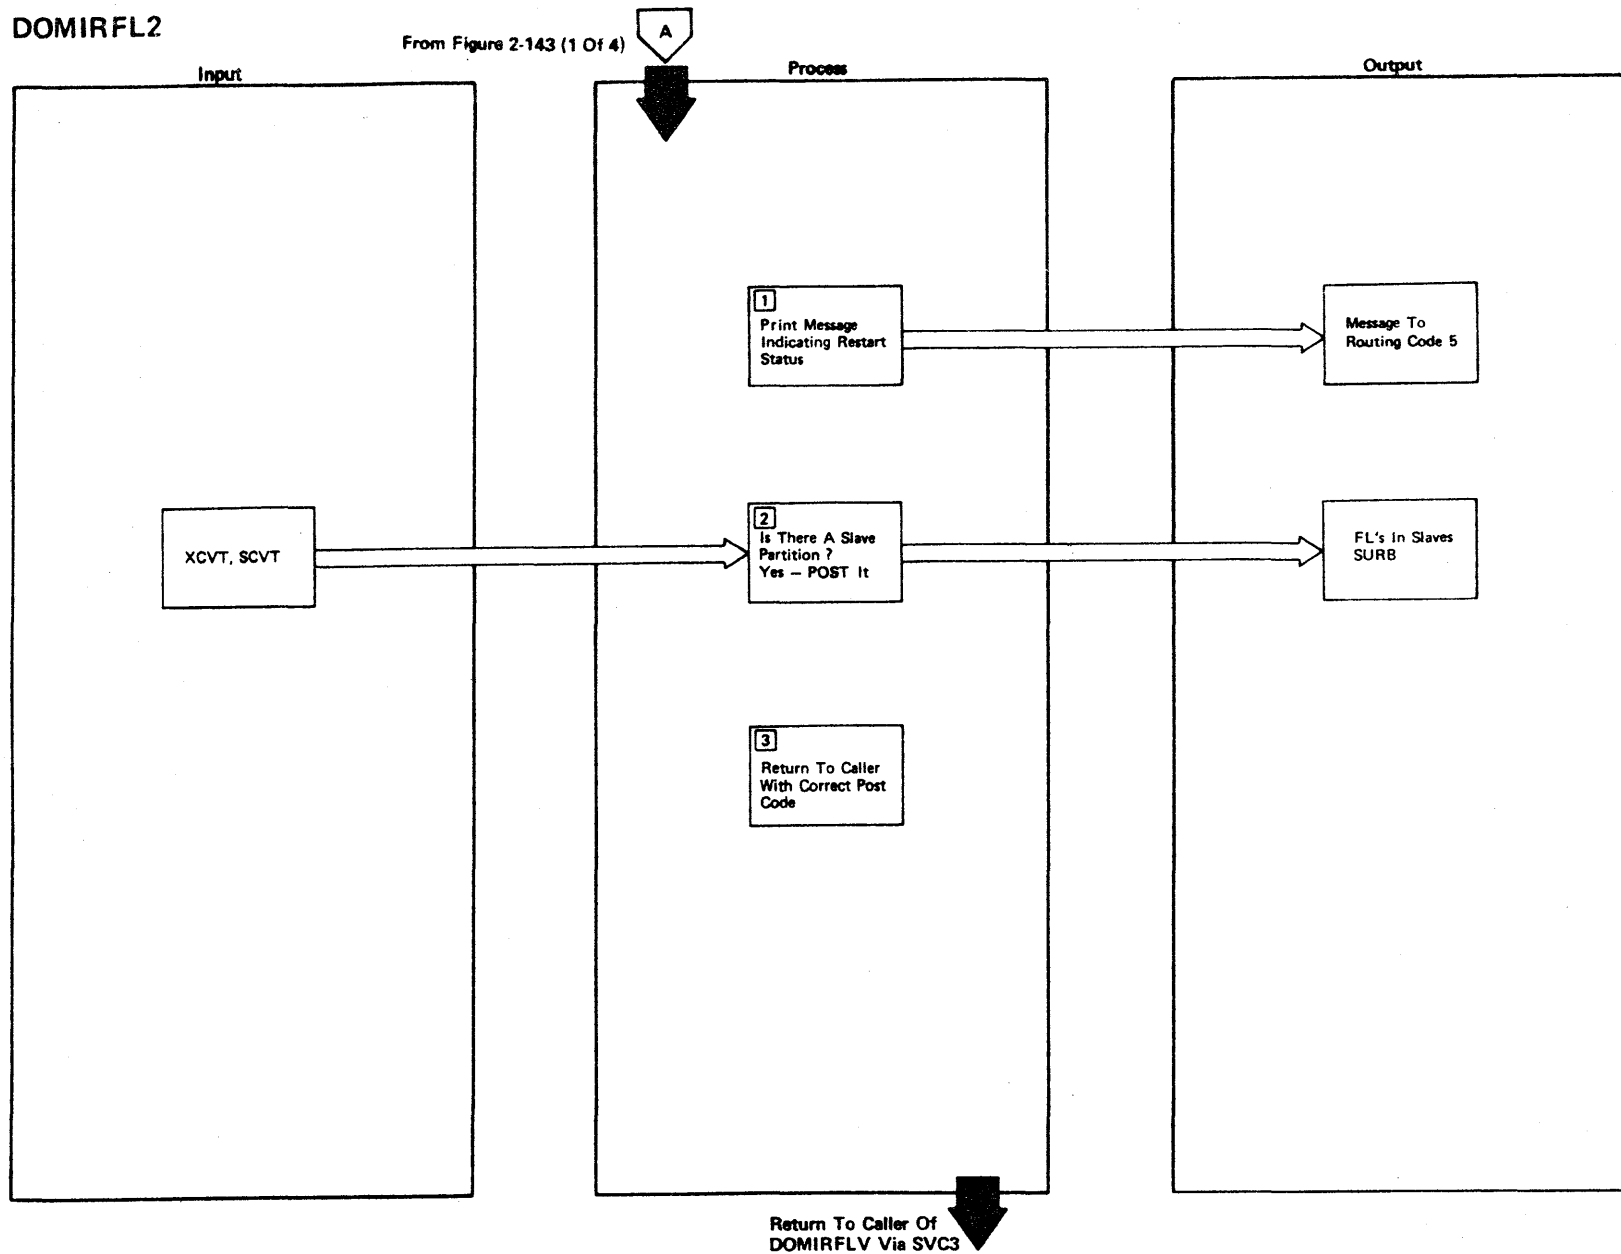 DOMIRFL2
From Figure 2-143 (1 Of 4)
A
Input
Process
Output
1
Print Message
Indicating Restart
Status
Message To
Routing Code 5
XCVT, SCVT
2
Is There A Slave
Partition ?
Yes – POST It
FL's In Slaves
SURB
3
Return To Caller
With Correct Post
Code
Return To Caller Of
DOMIRFLV Via SVC3